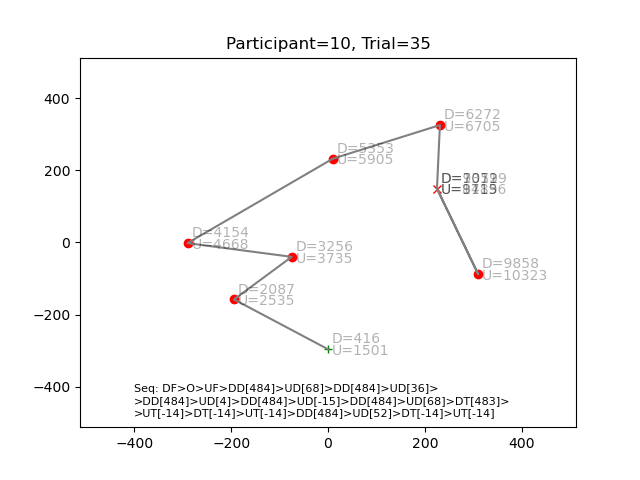 Participant=10, Trial=35
400
200
0
−200
−400
−400
−200
0
200
400
D=6272
U=6705
D=5353
U=5905
D=4154
U=4668
D=3256
U=3735
D=2087
U=2535
D=416
U=1501
D=9858
U=10323
Seq: DF>O>UF>DD[484]>UD[68]>DD[484]>UD[36]>
>DD[484]>UD[4]>DD[484]>UD[-15]>DD[484]>UD[68]>DT[483]>
>UT[-14]>DT[-14]>UT[-14]>DD[484]>UD[52]>DT[-14]>UT[-14]